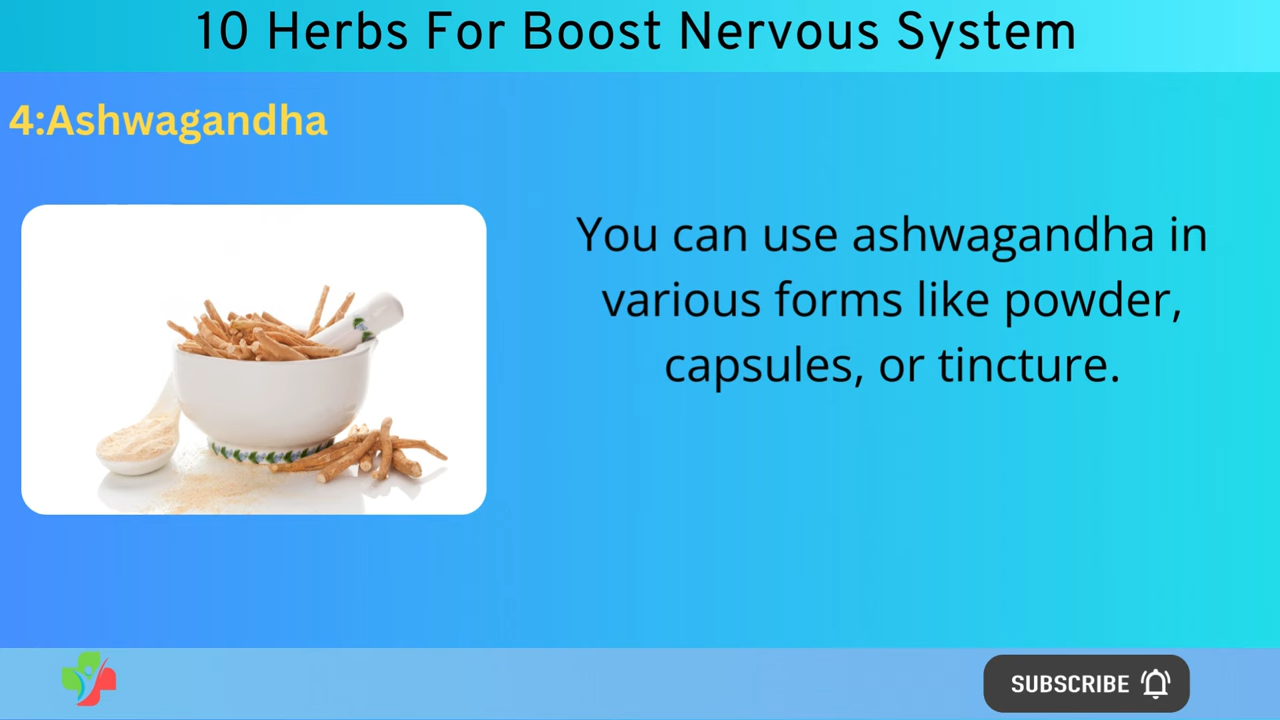 10 Herbs For Boost Nervous System
4:Ashwagandha
You can use ashwagandha in
various forms like powder,
capsules, or tincture.
SUBSCRIBE